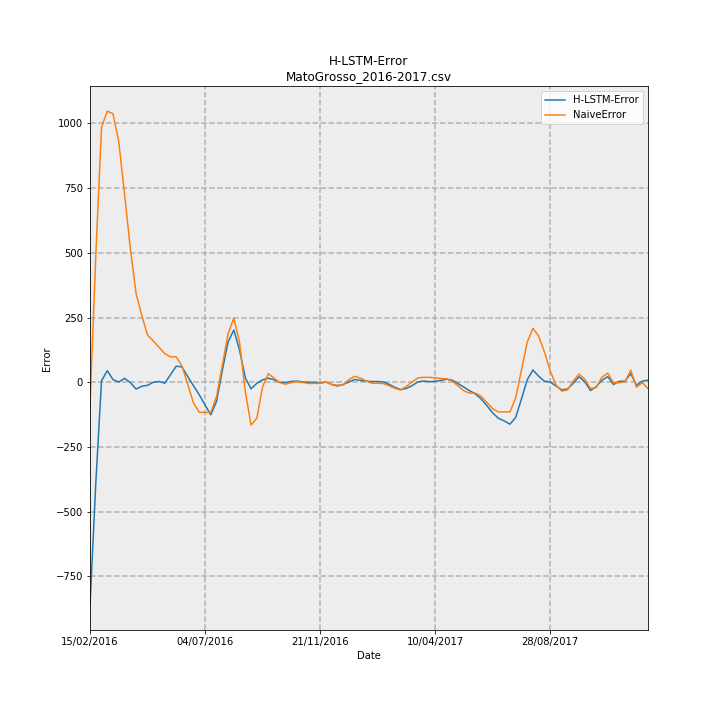 H-LSTM-Error
MatoGrosso_2016-2017.csv
H-LSTM-Error
NaiveError
1000
750
500
250
0
−250
−500
−750
Error
15/02/2016
04/07/2016
21/11/2016
10/04/2017
28/08/2017
Date